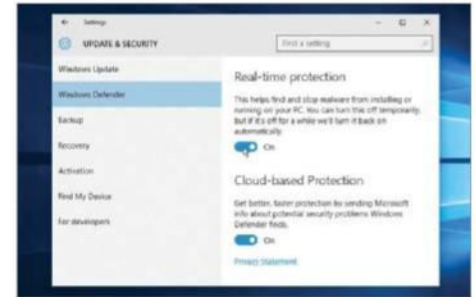 Settings
UPDATE & SECURITY
Find a setting
Windows Update
Windows Defender
Backup
Recovery
Activation
Find My Device
For developers
Real-time protection
This helps find and stop malware from installing or
running on your PC. You can turn this off temporarily,
but if it's off for a while we'll turn it back on
automatically.
On
Cloud-based Protection
Get better, faster protection by sending Microsoft
info about potential security problems Windows
Defender finds.
On
Privacy Statement